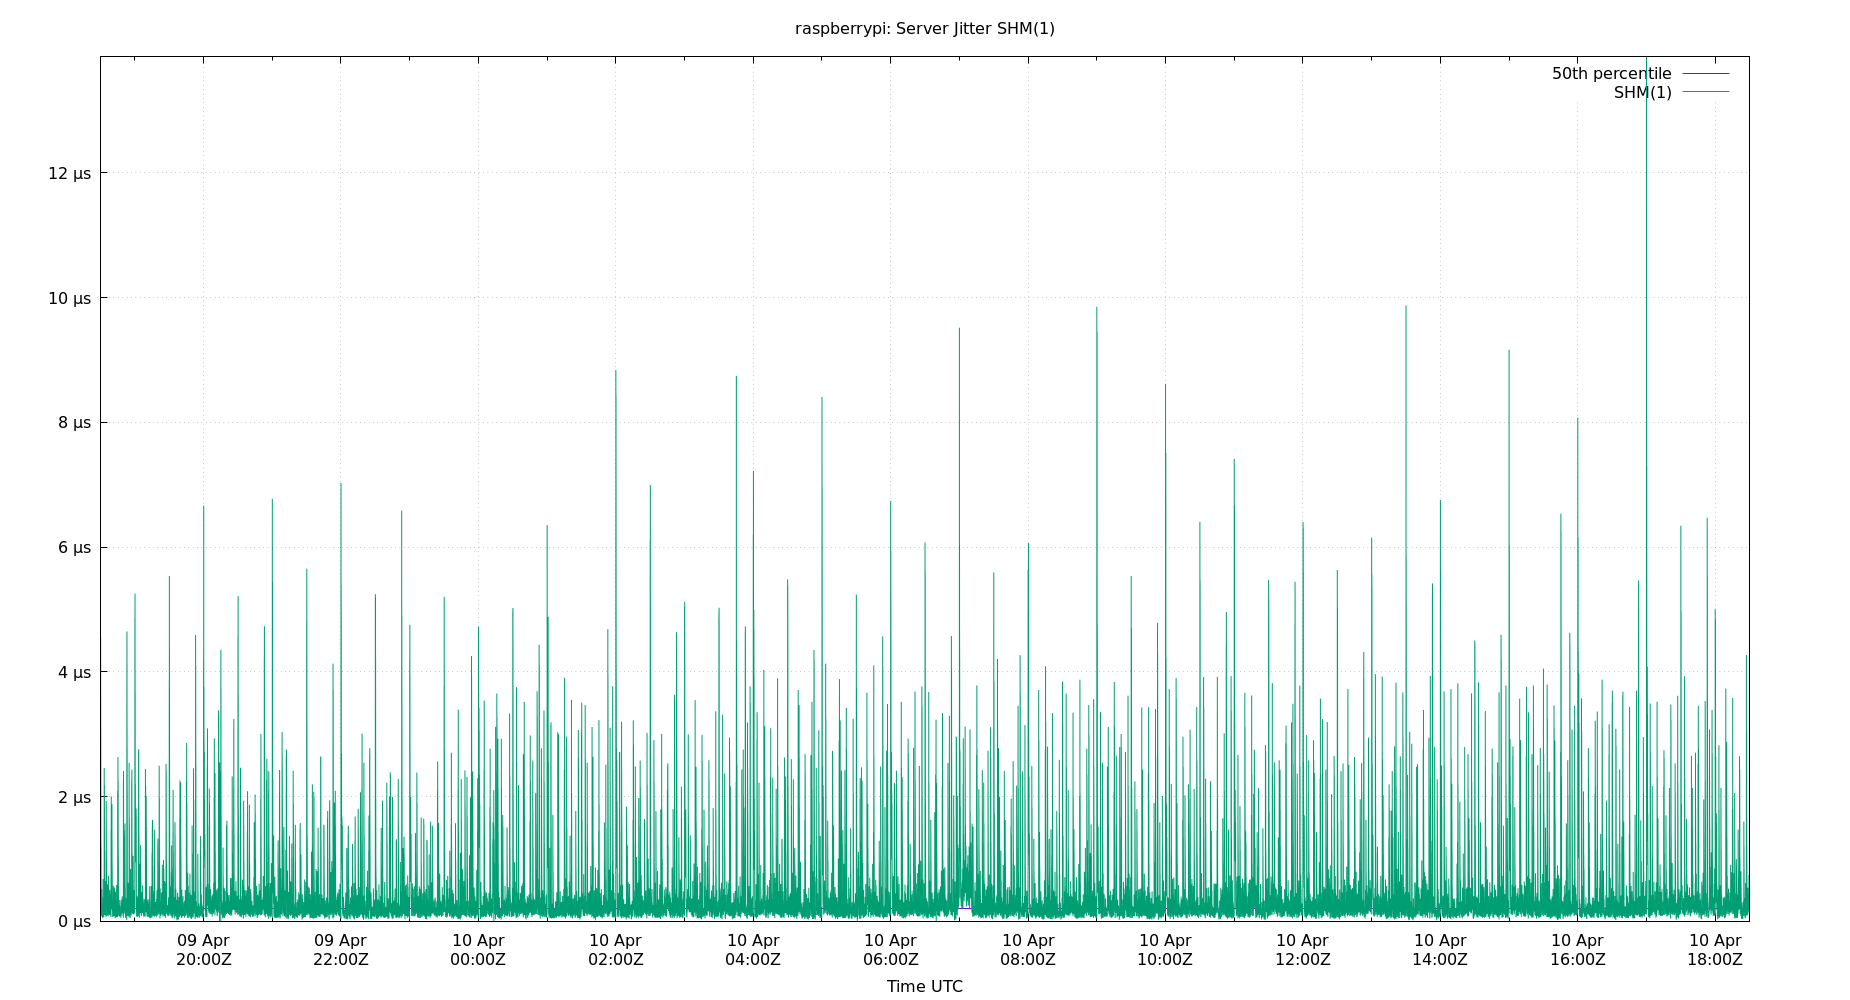 raspberrypi: Server Jitter SHM(1)
50th percentile
SHM(1)
12 µs
10 µs
8 µs
6 µs
4 µs
2 µs
0 µs
09 Apr 09 Apr 10 Apr 10 Apr 10 Apr 10 Apr 10 Apr 10 Apr 10 Apr 10 Apr 10 Apr 10 Apr
20:00Z 22:00Z 00:00Z 02:00Z 04:00Z 06:00Z 08:00Z 10:00Z 12:00Z 14:00Z 16:00Z 18:00Z
Time UTC